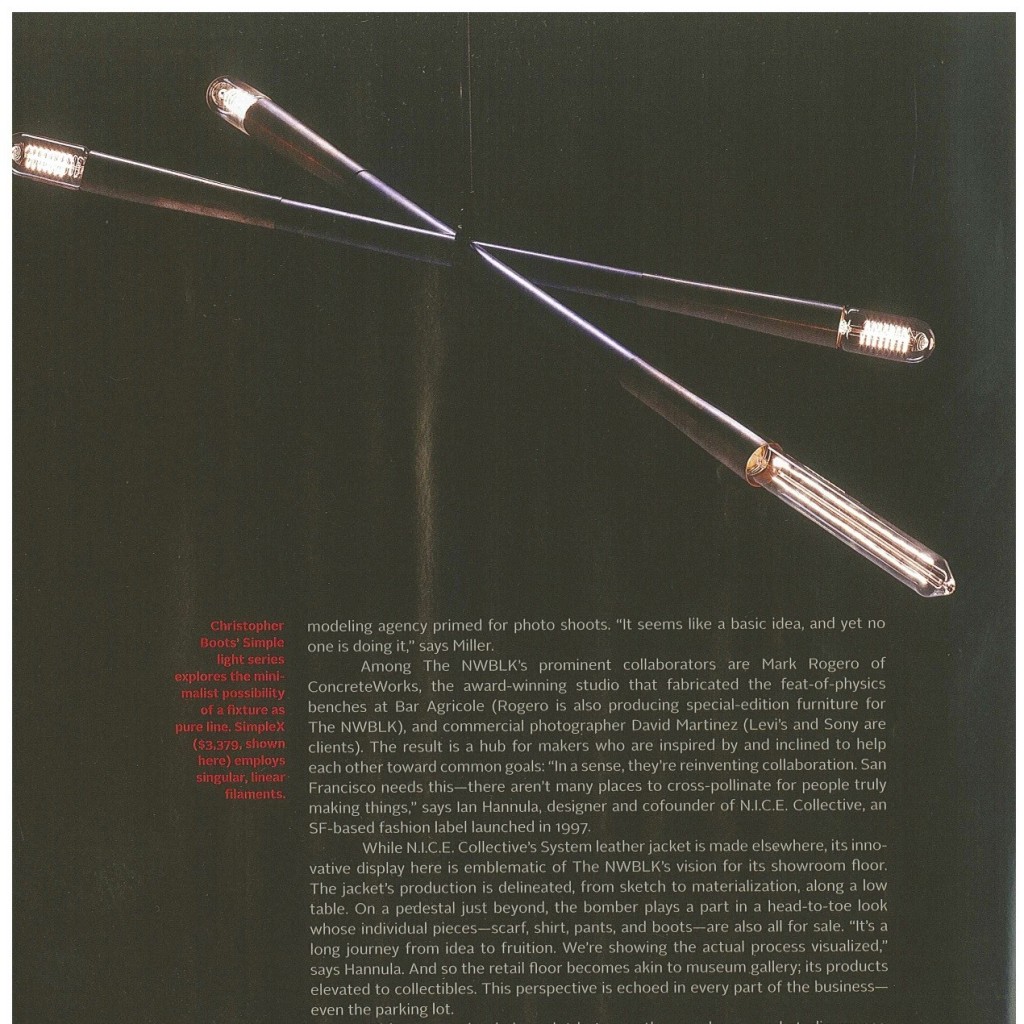 Christopher
Boots' Simple
light series
explores the mini-
malist possibility
of a fixture as
pure line. SimpleX
($3,379, shown
here) employs
singular, linear
filaments.
modeling agency primed for photo shoots. “It seems like a basic idea, and yet no
one is doing it,” says Miller.
Among The NWBLK’s prominent collaborators are Mark Rogero of
ConcreteWorks, the award-winning studio that fabricated the feat-of-physics
benches at Bar Agricole (Rogero is also producing special-edition furniture for
The NWBLK), and commercial photographer David Martinez (Levi’s and Sony are
clients). The result is a hub for makers who are inspired by and inclined to help
each other toward common goals: “In a sense, they’re reinventing collaboration. San
Francisco needs this—there aren’t many places to cross-pollinate for people truly
making things,” says Ian Hannula, designer and cofounder of N.I.C.E. Collective, an
SF-based fashion label launched in 1997.
While N.I.C.E. Collective’s System leather jacket is made elsewhere, its inno-
vative display here is emblematic of The NWBLK’s vision for its showroom floor.
The jacket’s production is delineated, from sketch to materialization, along a low
table. On a pedestal just beyond, the bomber plays a part in a head-to-toe look
whose individual pieces—scarf, shirt, pants, and boots—are also all for sale. “It’s a
long journey from idea to fruition. We’re showing the actual process visualized,”
says Hannula. And so the retail floor becomes akin to museum gallery; its products
elevated to collectibles. This perspective is echoed in every part of the business—
even the parking lot.